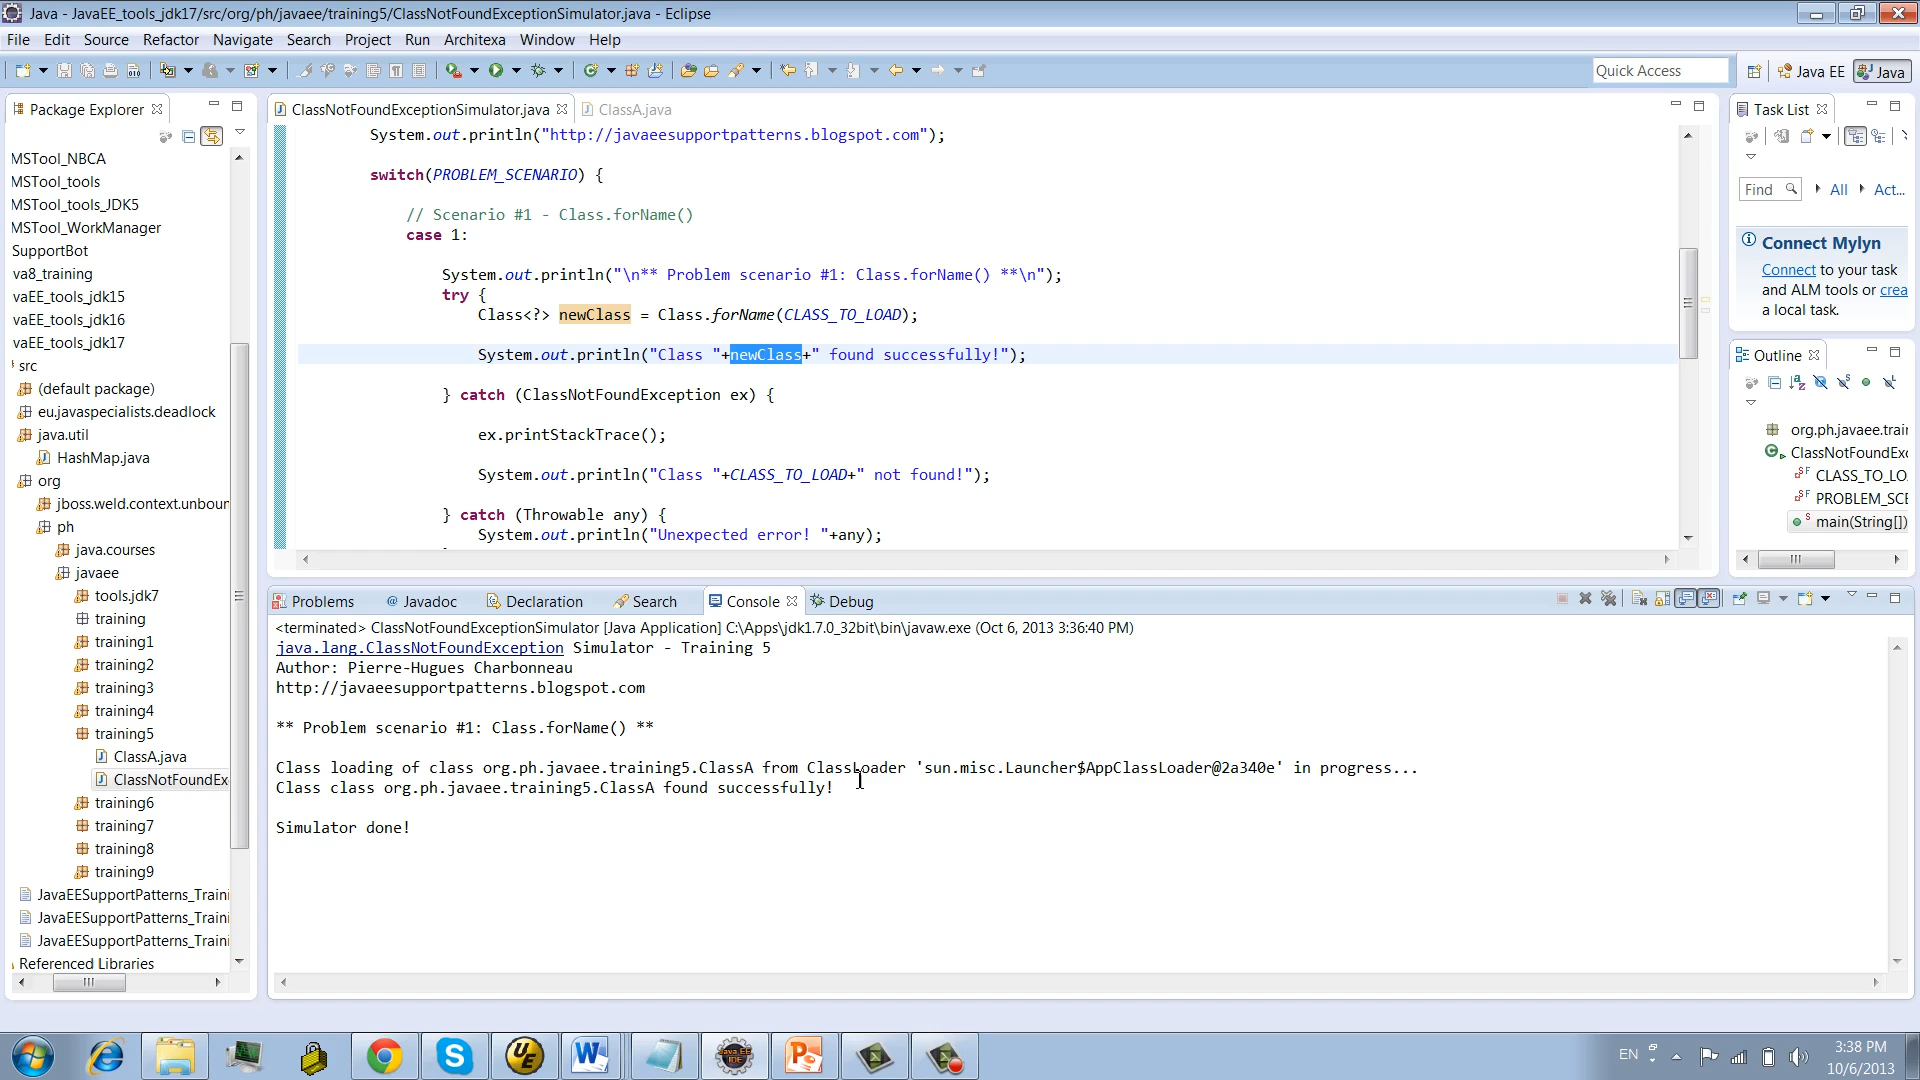 Java - JavaEE_tools_jdk17/src/org/ph/javaee/training5/ClassNotFoundExceptionSimulator.java - Eclipse
File Edit Source Refactor Navigate Search Project Run Architexa Window Help
Quick Access
Java EE
Java
Package Explorer
MSTool_NBCA
MSTool_tools
MSTool_tools_JDK5
MSTool_WorkManager
SupportBot
va8_training
vaEE_tools_jdk15
vaEE_tools_jdk16
vaEE_tools_jdk17
src
(default package)
eu.javaspecialists.deadlock
java.util
HashMap.java
org
jboss.weld.context.unboun
ph
java.courses
javaee
tools.jdk7
training
training1
training2
training3
training4
training5
ClassA.java
ClassNotFoundEx
training6
training7
training8
training9
JavaEESupportPatterns_Traini
JavaEESupportPatterns_Traini
JavaEESupportPatterns_Traini
Referenced Libraries
ClassNotFoundExceptionSimulator.java
ClassA.java
System.out.println("http://javaeesupportpatterns.blogspot.com");
switch(PROBLEM_SCENARIO) {
// Scenario #1 - Class.forName()
case 1:
System.out.println("\n** Problem scenario #1: Class.forName() **\n");
try {
Class<?> newClass = Class.forName(CLASS_TO_LOAD);
System.out.println("Class "+newClass+" found successfully!");
} catch (ClassNotFoundException ex) {
ex.printStackTrace();
System.out.println("Class "+CLASS_TO_LOAD+" not found!");
} catch (Throwable any) {
System.out.println("Unexpected error! "+any);
Problems @ Javadoc Declaration Search Console Debug
<terminated> ClassNotFoundExceptionSimulator [Java Application] C:\Apps\jdk1.7.0_32bit\bin\javaw.exe (Oct 6, 2013 3:36:40 PM)
java.lang.ClassNotFoundException Simulator - Training 5
Author: Pierre-Hugues Charbonneau
http://javaeesupportpatterns.blogspot.com
** Problem scenario #1: Class.forName() **
Class loading of class org.ph.javaee.training5.ClassA from ClassLoader 'sun.misc.Launcher$AppClassLoader@2a340e' in progress...
Class class org.ph.javaee.training5.ClassA found successfully!
Simulator done!
Task List
Find
All
Act...
Connect Mylyn
Connect to your task
and ALM tools or crea
a local task.
Outline
org.ph.javaee.trair
ClassNotFoundExc
CLASS_TO_LO
PROBLEM_SCE
main(String[])
EN
3:38 PM
10/6/2013